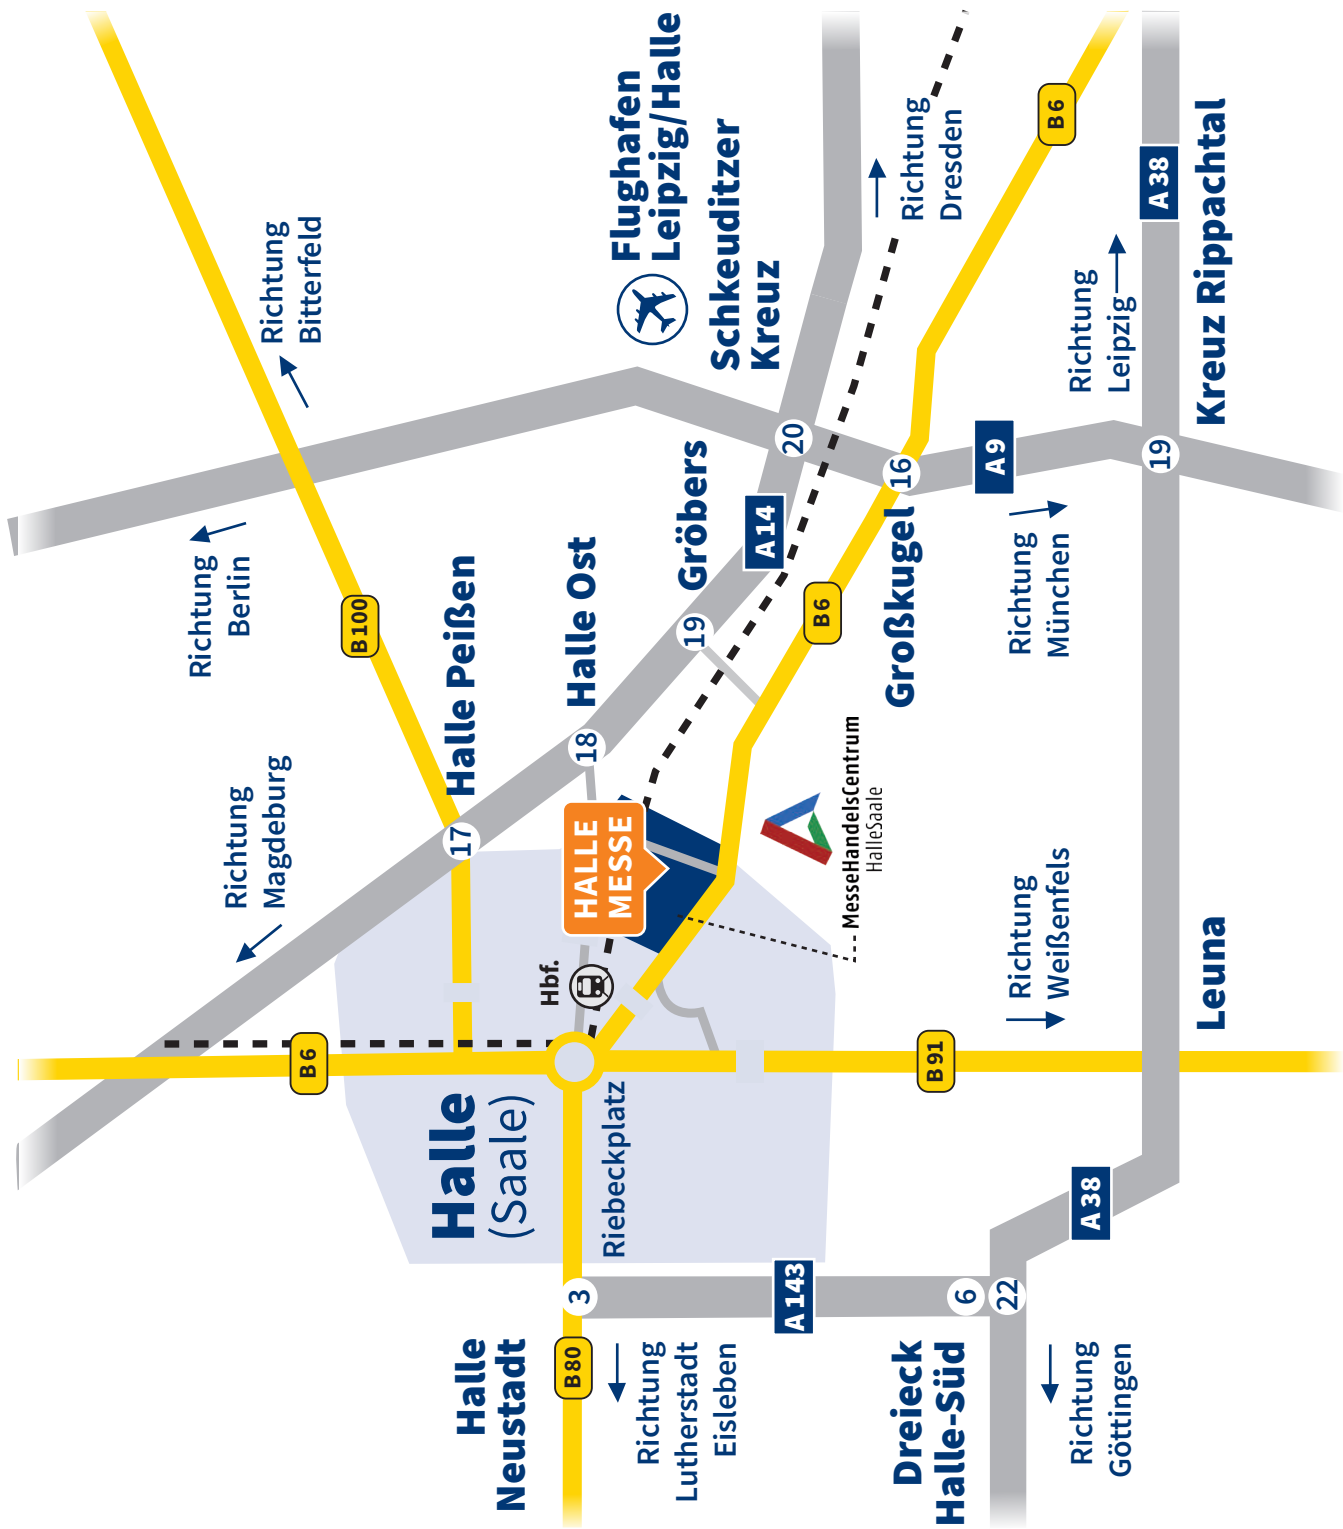 Richtung
Magdeburg
Richtung
Berlin
Richtung
Bitterfeld
B6
B100
Halle
(Saale)
Halle Peißen
17
Halle Ost
18
Hbf.
HALLE
MESSE
Halle
Neustadt
3
B80
Richtung
Lutherstadt
Eisleben
Riebeckplatz
Gröbers
19
A14
20
Flughafen
Leipzig/Halle
Schkeuditzer
Kreuz
Richtung
Dresden
A143
B6
Großkugel
16
MesseHandelsCentrum
HalleSaale
B91
A9
B6
Dreieck
Halle-Süd
6
22
Richtung
Weißenfels
Richtung
München
Richtung
Leipzig
Richtung
Göttingen
A38
Leuna
19
A38
Kreuz Rippachtal